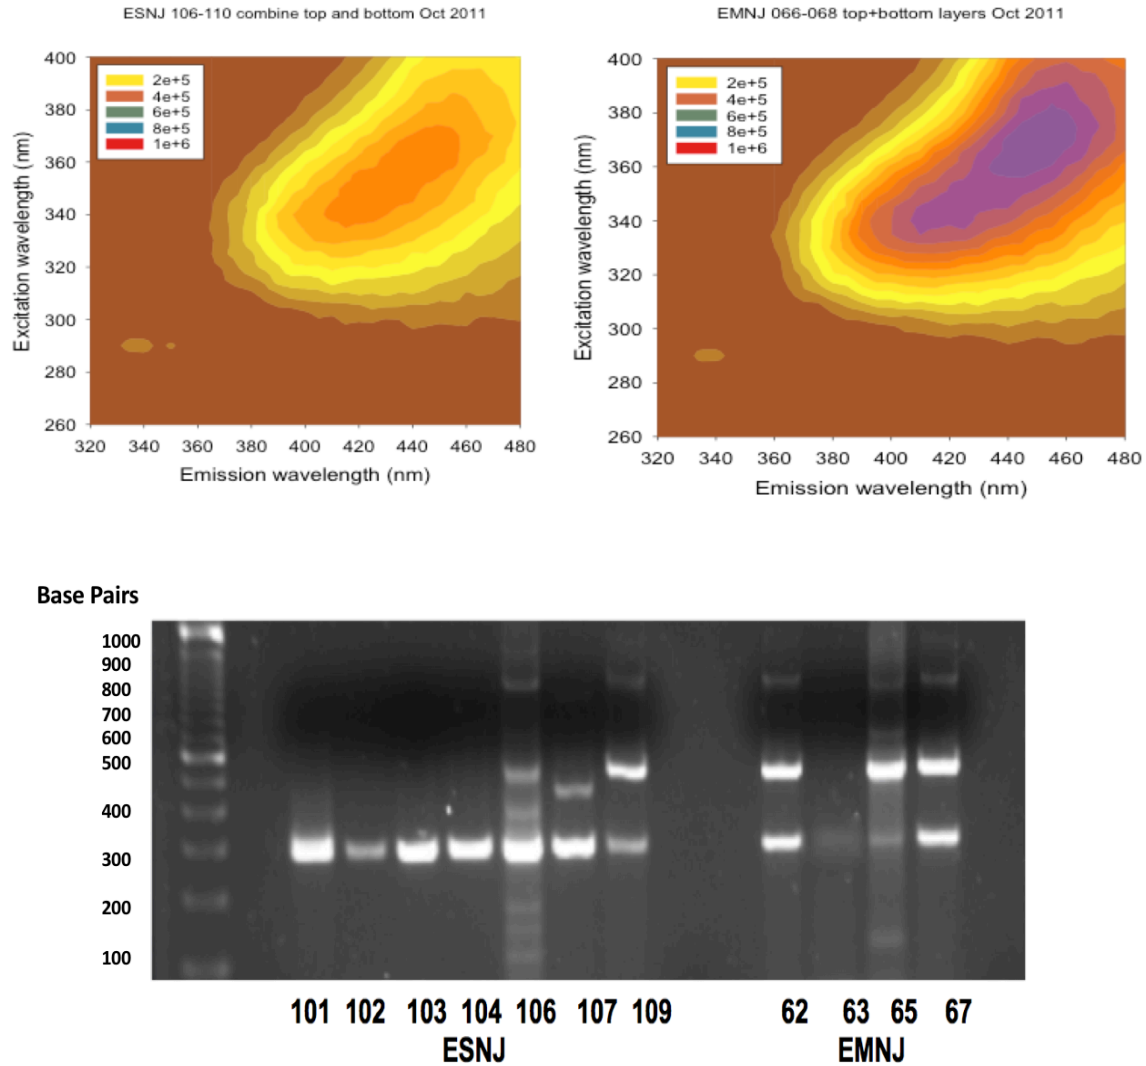 ESNJ 106-110 combine top and bottom Oct 2011
400
380
360
340
320
300
280
260
2e+5
4e+5
6e+5
8e+5
1e+6
Excitation wavelength (nm)
320 340 360 380 400 420 440 460 480
Emission wavelength (nm)
EMNJ 066-068 top+bottom layers Oct 2011
400
380
360
340
320
300
280
260
2e+5
4e+5
6e+5
8e+5
1e+6
Excitation wavelength (nm)
320 340 360 380 400 420 440 460 480
Emission wavelength (nm)
Base Pairs
1000
900
800
700
600
500
400
300
200
100
101 102 103 104 106 107 109 62 63 65 67
ESNJ EMNJ